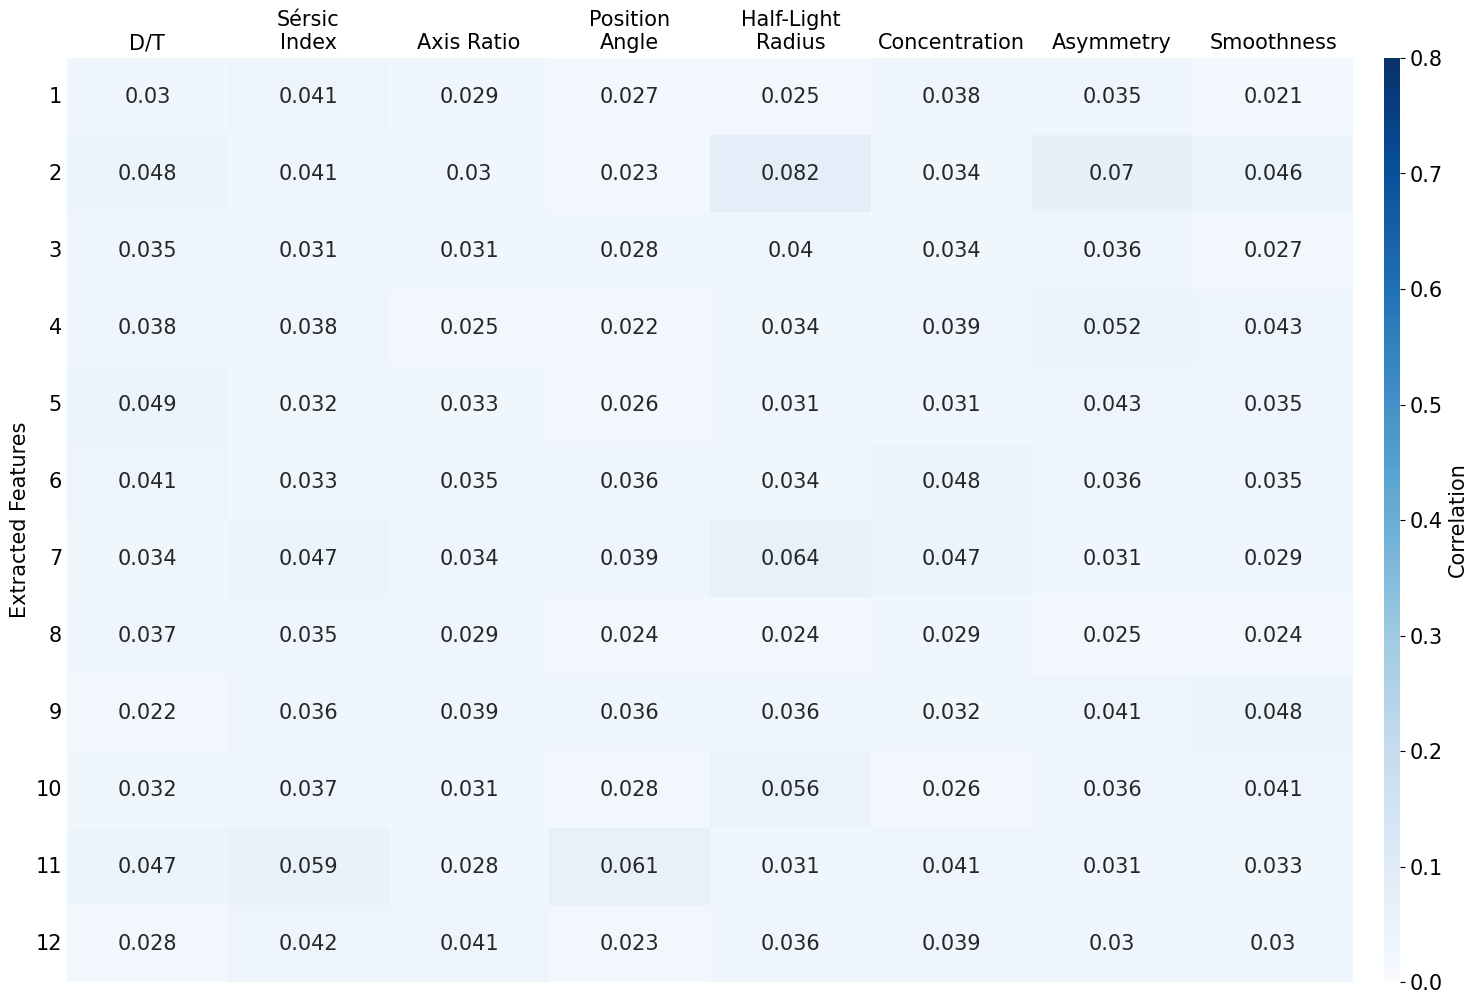 D/T Sérsic Index Axis Ratio Position Angle Half-Light Radius Concentration Asymmetry Smoothness
1 0.03 0.041 0.029 0.027 0.025 0.038 0.035 0.021
2 0.048 0.041 0.03 0.023 0.082 0.034 0.07 0.046
3 0.035 0.031 0.031 0.028 0.04 0.034 0.036 0.027
4 0.038 0.038 0.025 0.022 0.034 0.039 0.052 0.043
5 0.049 0.032 0.033 0.026 0.031 0.031 0.043 0.035
6 0.041 0.033 0.035 0.036 0.034 0.048 0.036 0.035
7 0.034 0.047 0.034 0.039 0.064 0.047 0.031 0.029
8 0.037 0.035 0.029 0.024 0.024 0.029 0.025 0.024
9 0.022 0.036 0.039 0.036 0.036 0.032 0.041 0.048
10 0.032 0.037 0.031 0.028 0.056 0.026 0.036 0.041
11 0.047 0.059 0.028 0.061 0.031 0.041 0.031 0.033
12 0.028 0.042 0.041 0.023 0.036 0.039 0.03 0.03
Extracted Features
0.8
0.7
0.6
0.5
0.4
0.3
0.2
0.1
0.0
Correlation